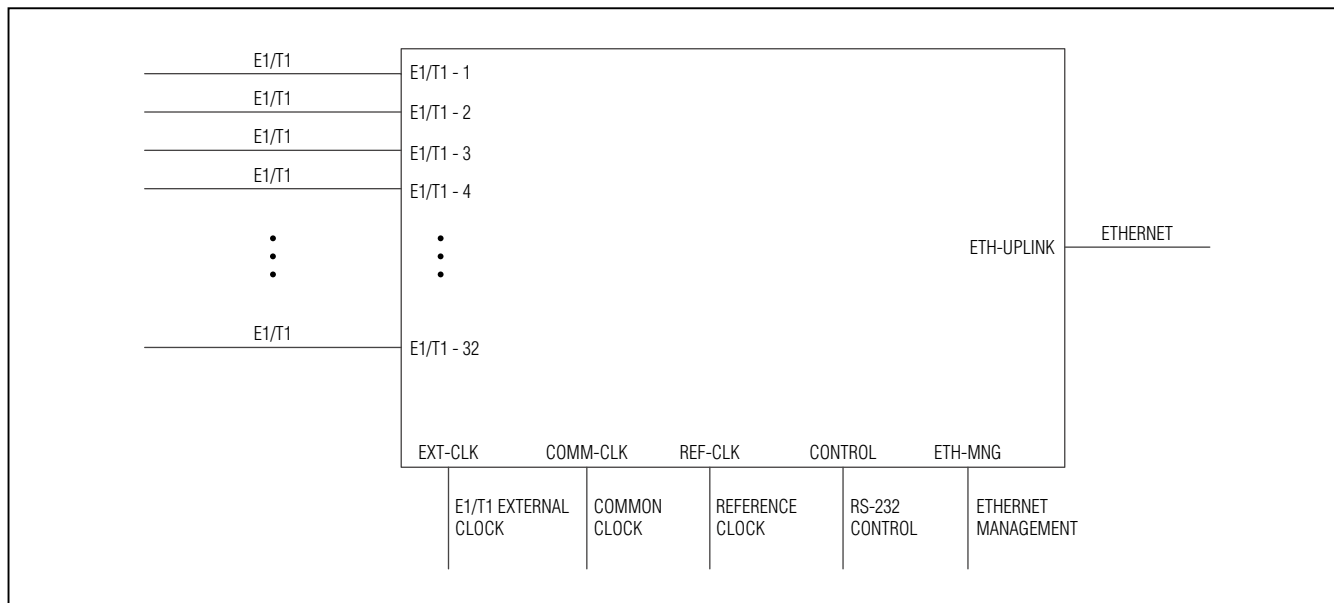 E1/T1
E1/T1 - 1
E1/T1
E1/T1 - 2
E1/T1
E1/T1 - 3
E1/T1
E1/T1 - 4
ETH-UPLINK
ETHERNET
E1/T1
E1/T1 - 32
EXT-CLK
COMM-CLK
REF-CLK
CONTROL
ETH-MNG
E1/T1 EXTERNAL
CLOCK
COMMON
CLOCK
REFERENCE
CLOCK
RS-232
CONTROL
ETHERNET
MANAGEMENT